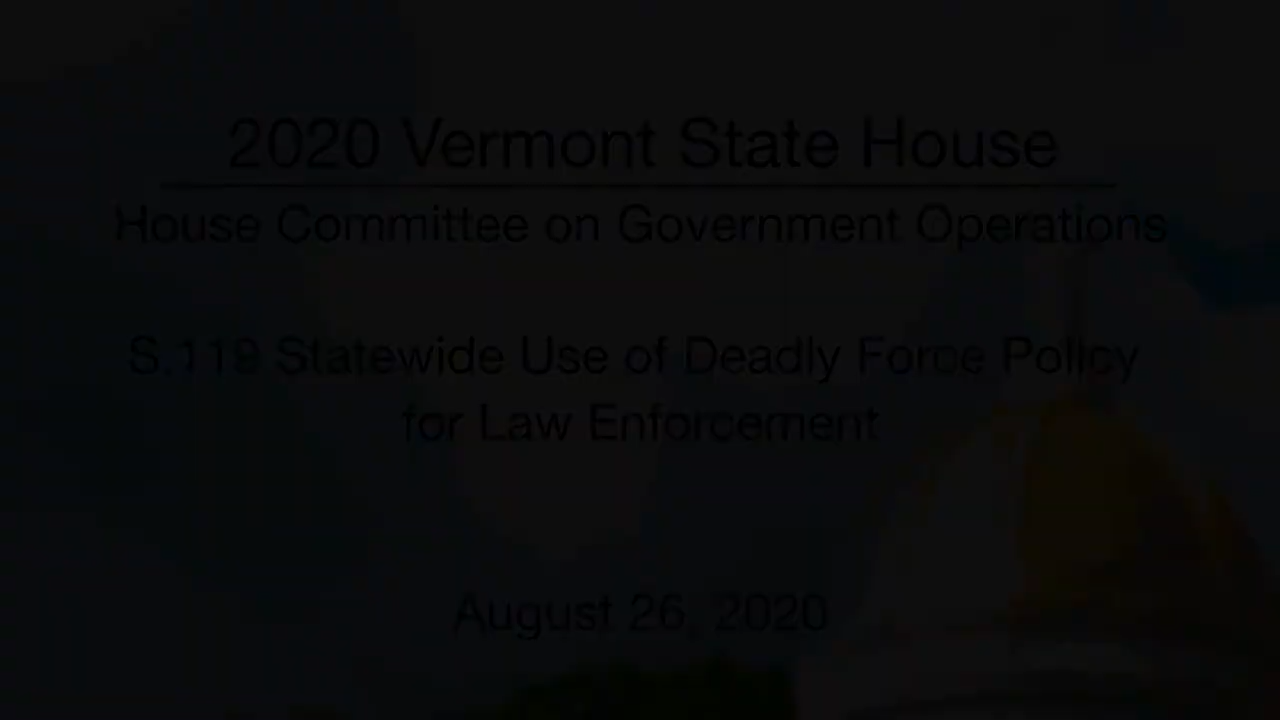 2020 Vermont State House
House Committee on Government Operations
S.119 Statewide Use of Deadly Force Policy
for Law Enforcement
August 26, 2020